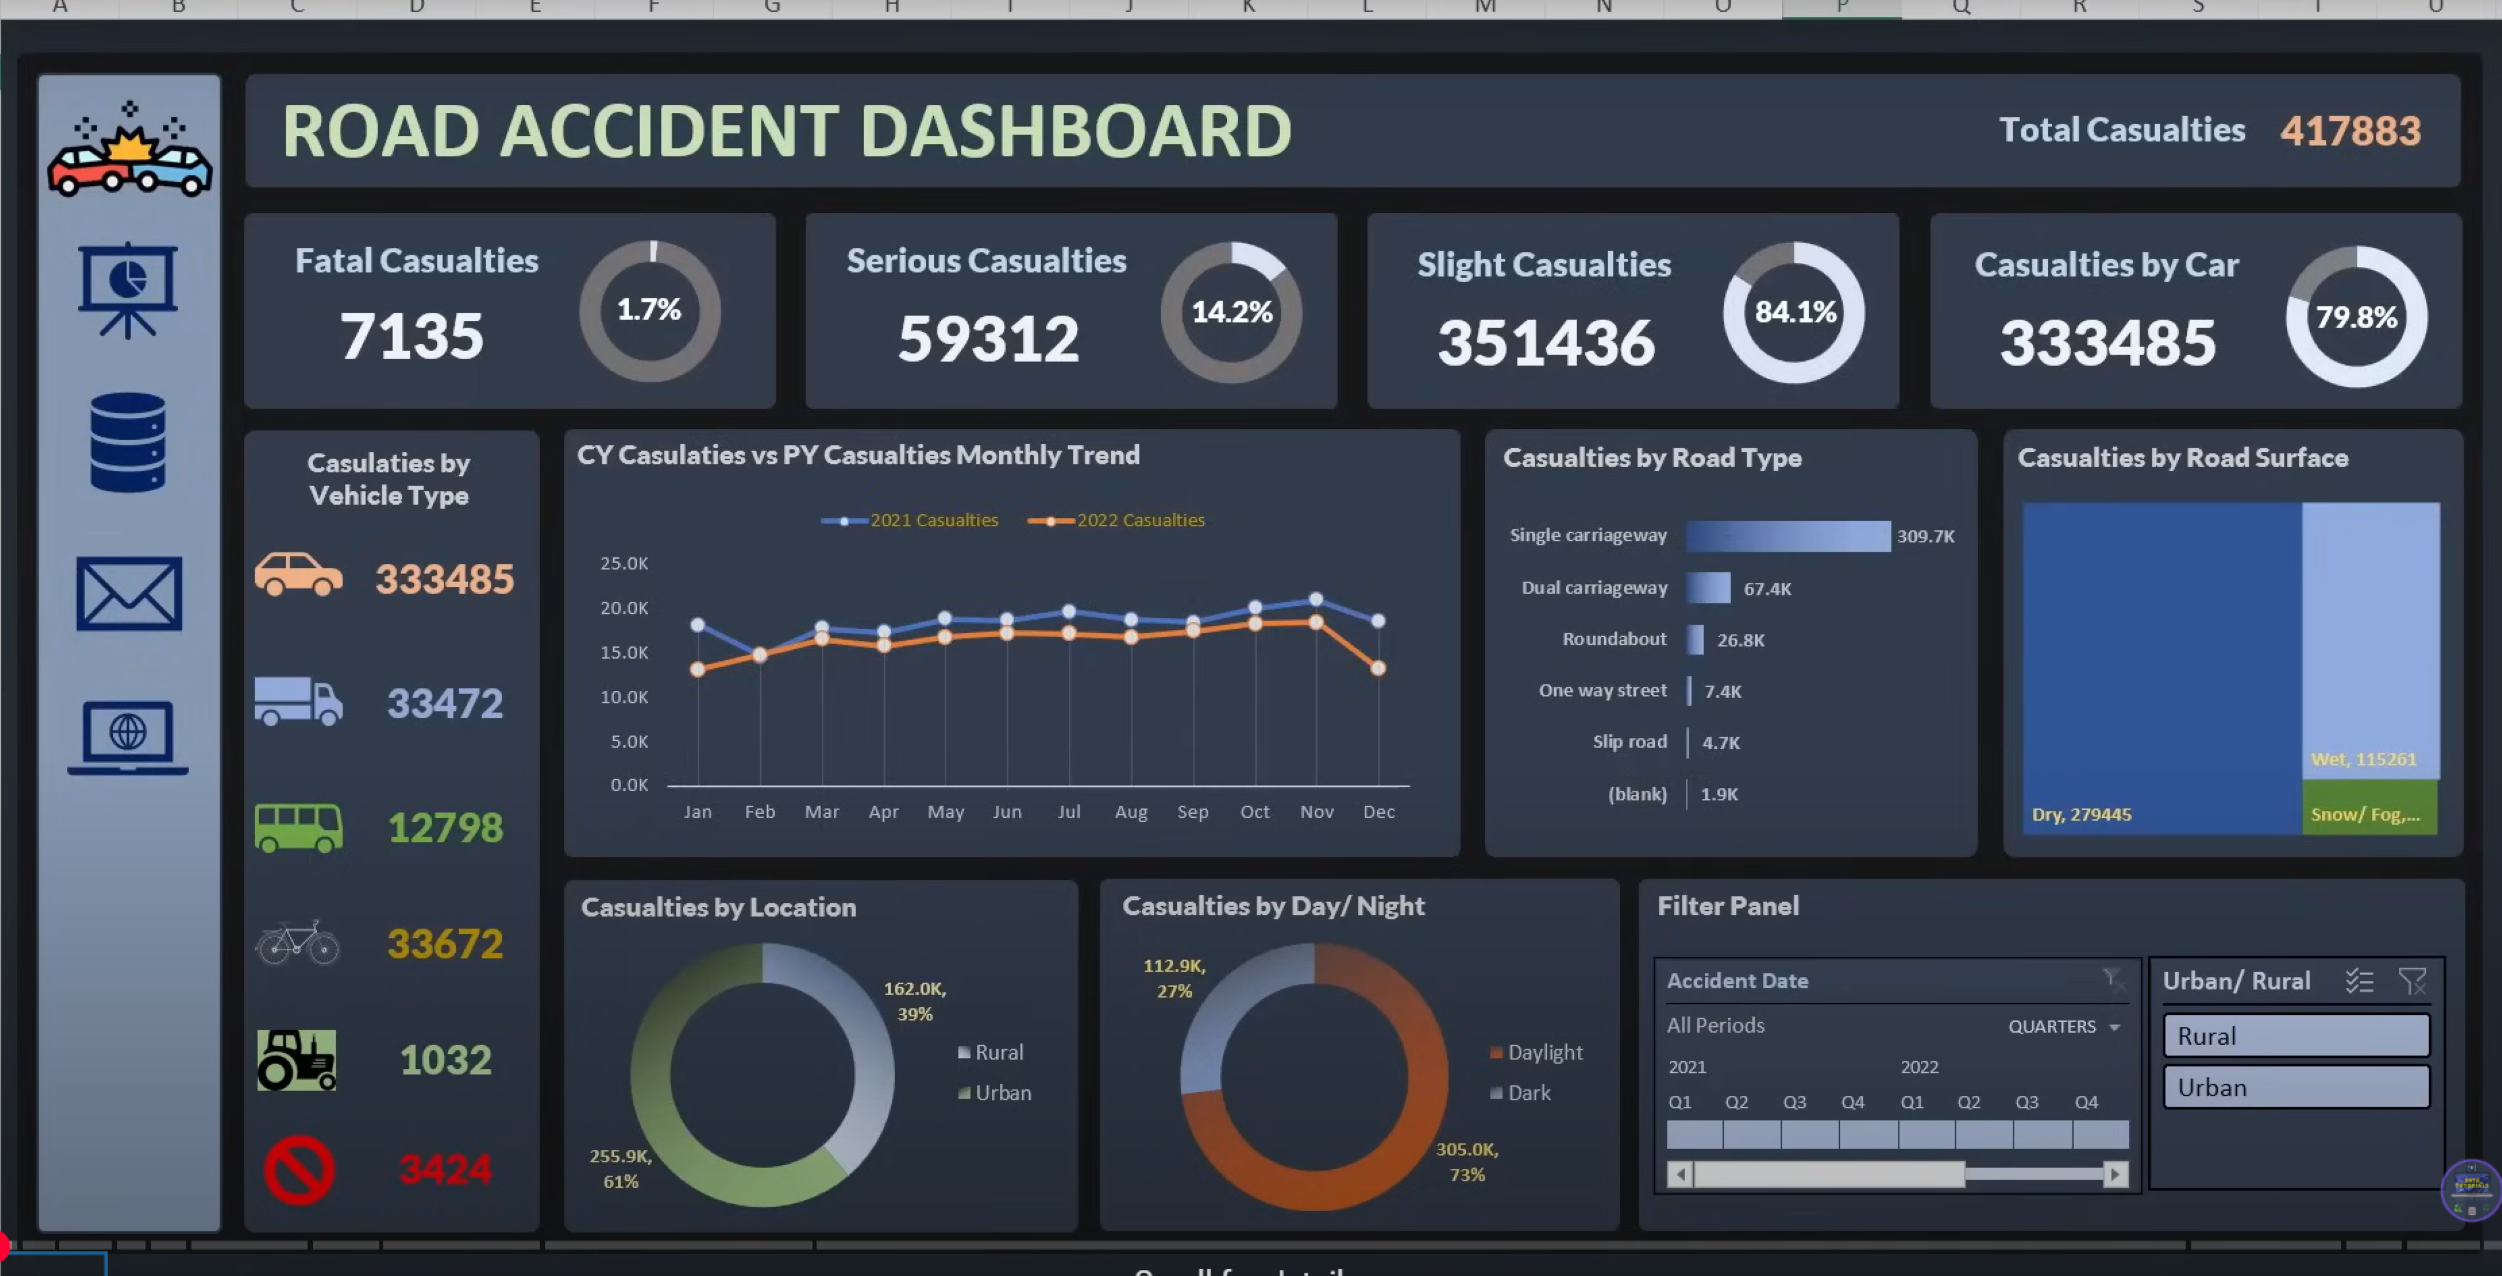 A B C D E F G H I J K L M N O P Q R S T U
ROAD ACCIDENT DASHBOARD
Total Casualties 417883
Fatal Casualties
7135
1.7%
Serious Casualties
59312
14.2%
Slight Casualties
351436
84.1%
Casualties by Car
333485
79.8%
Casulaties by
Vehicle Type
333485
33472
12798
33672
1032
3424
CY Casulaties vs PY Casualties Monthly Trend
2021 Casualties 2022 Casualties
25.0K
20.0K
15.0K
10.0K
5.0K
0.0K
Jan Feb Mar Apr May Jun Jul Aug Sep Oct Nov Dec
Casualties by Road Type
Single carriageway 309.7K
Dual carriageway 67.4K
Roundabout 26.8K
One way street 7.4K
Slip road 4.7K
(blank) 1.9K
Casualties by Road Surface
Wet, 115261
Dry, 279445
Snow/ Fog,...
Casualties by Location
162.0K,
39%
Rural
Urban
255.9K,
61%
Casualties by Day/ Night
112.9K,
27%
Daylight
Dark
305.0K,
73%
Filter Panel
Accident Date
All Periods QUARTERS
2021 2022
Q1 Q2 Q3 Q4 Q1 Q2 Q3 Q4
Urban/ Rural
Rural
Urban